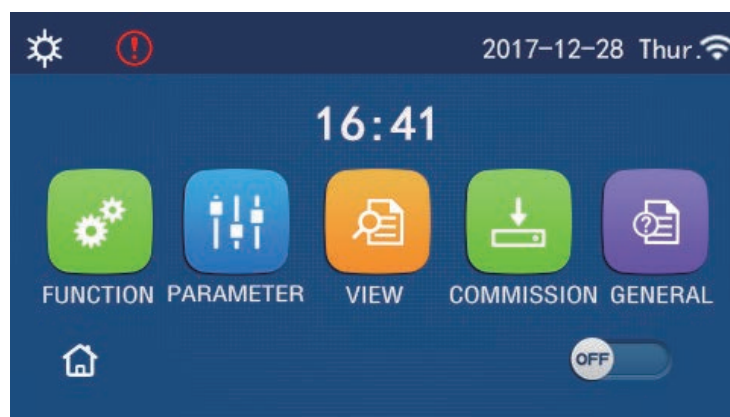 2017-12-28 Thur.
16:41
FUNCTION PARAMETER VIEW COMMISSION GENERAL
OFF